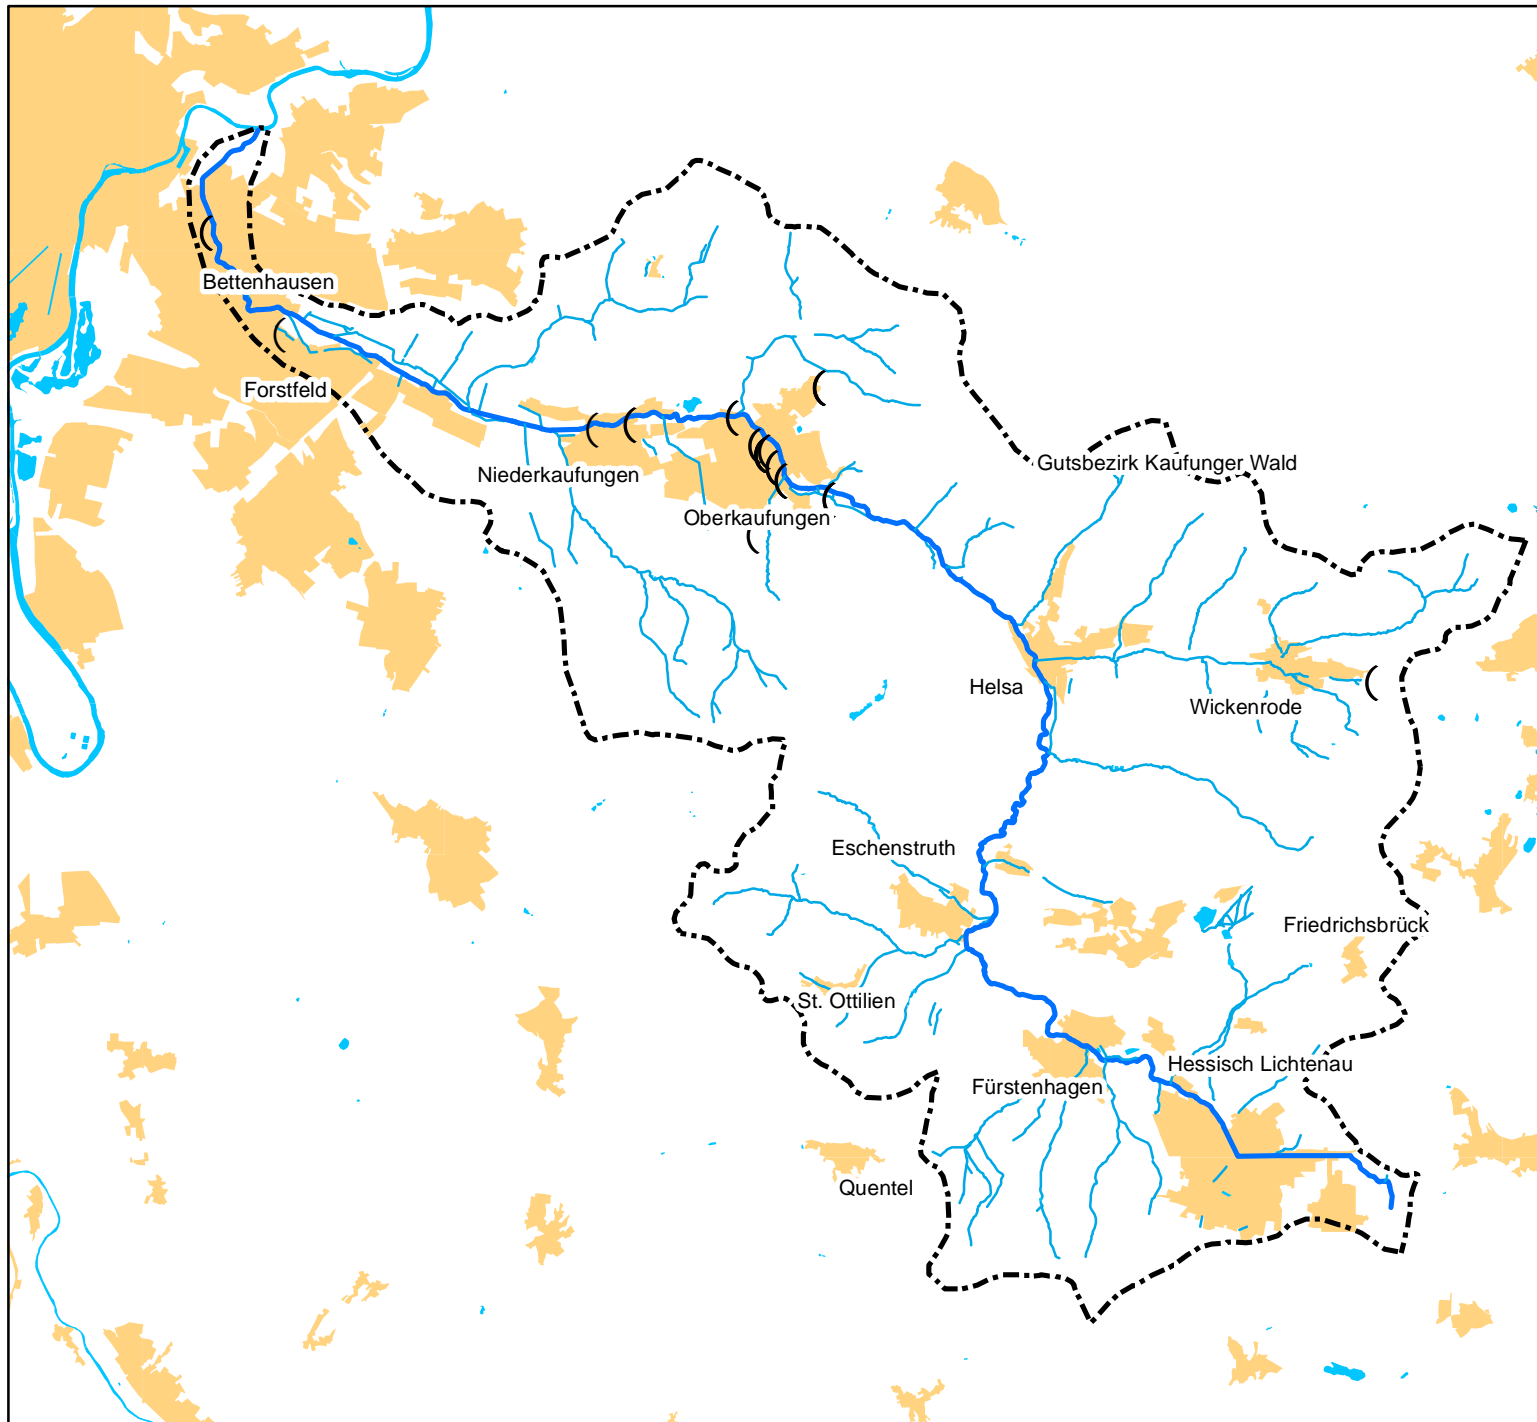 Bettenhausen
Forstfeld
Gutsbezirk Kaufunger Wald
Niederkaufungen
Oberkaufungen
Helsa
Wickenrode
Eschenstruth
Friedrichsbrück
St. Ottilien
Hessisch Lichtenau
Fürstenhagen
Quentel